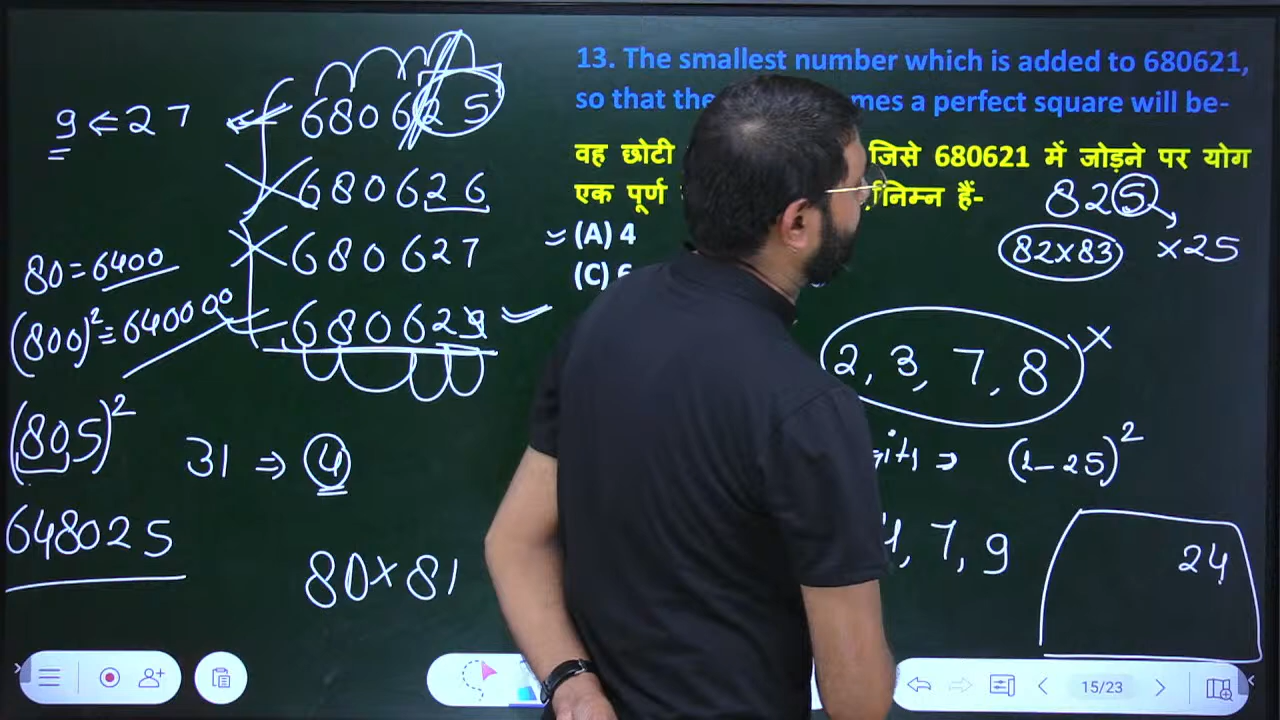 13. The smallest number which is added to 680621,
so that the mes a perfect square will be-
वह छोटी जिसे 680621 में जोड़ने पर योग
एक पूर्ण निम्न हैं-
(A) 4
(C) 6
9 ⇐ 27
680625
680626
680627
680629
80 = 6400
(800)² = 640000
(805)²
31 ⇒ 4
648025
80×81
825
82×83 ×25
2, 3, 7, 8 ×
its ⇒ (1-25)²
4, 7, 9
24
15/23